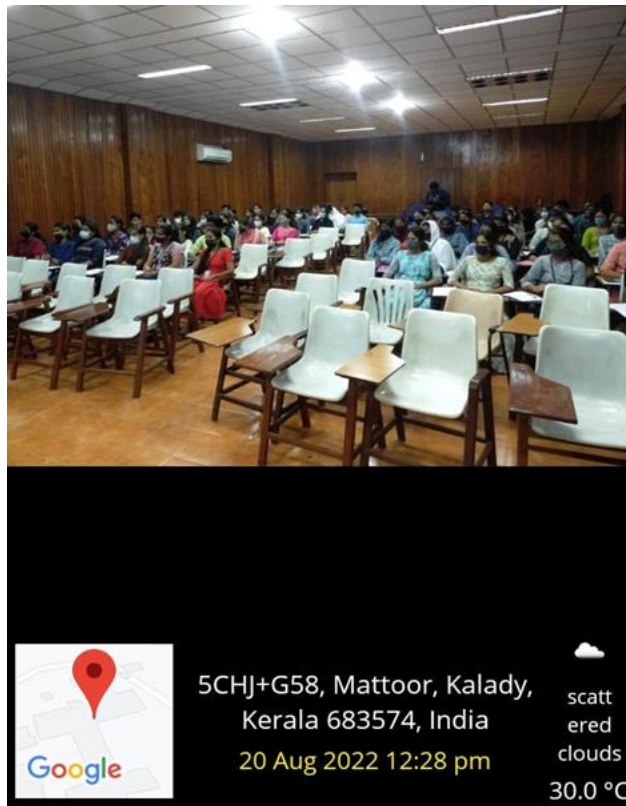 Google
5CHJ+G58, Mattoor, Kalady,
Kerala 683574, India
20 Aug 2022 12:28 pm
scatt
ered
clouds
30.0 °C